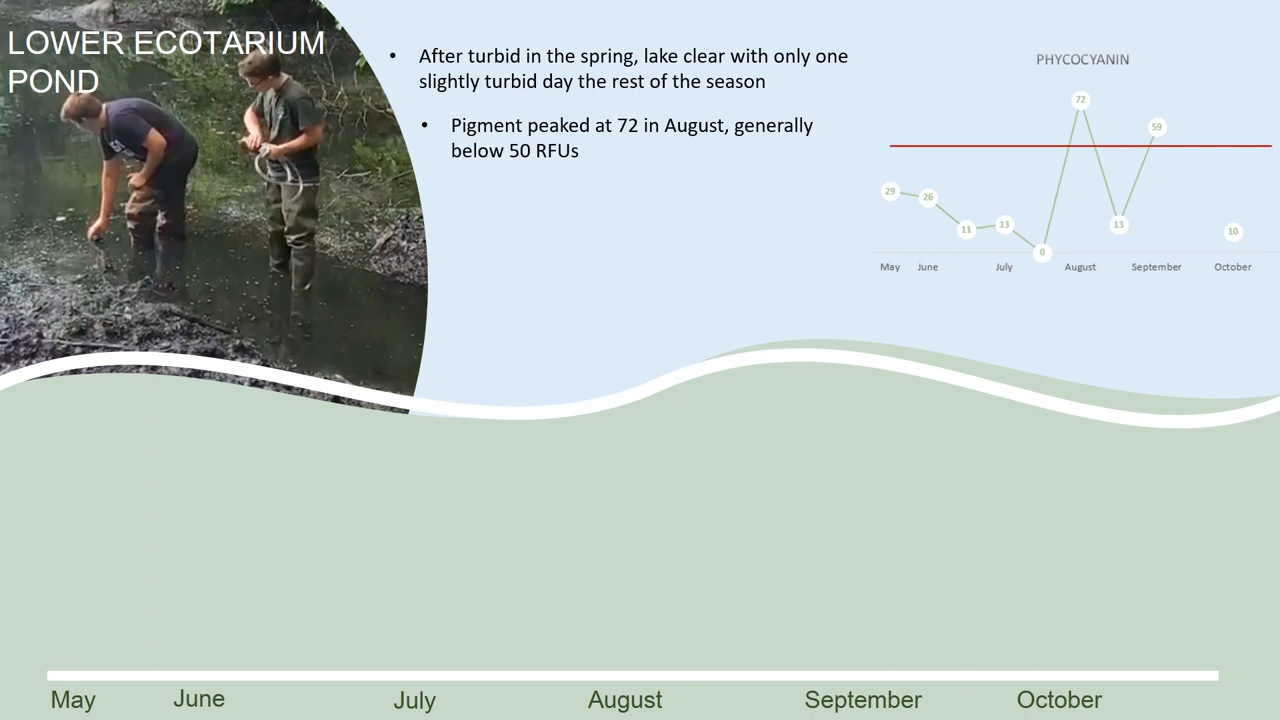 LOWER ECOTARIUM
POND
• After turbid in the spring, lake clear with only one
slightly turbid day the rest of the season
• Pigment peaked at 72 in August, generally
below 50 RFUs
PHYCOCYANIN
72
59
29
26
11
13
0
13
10
May June July August September October
May June July August September October